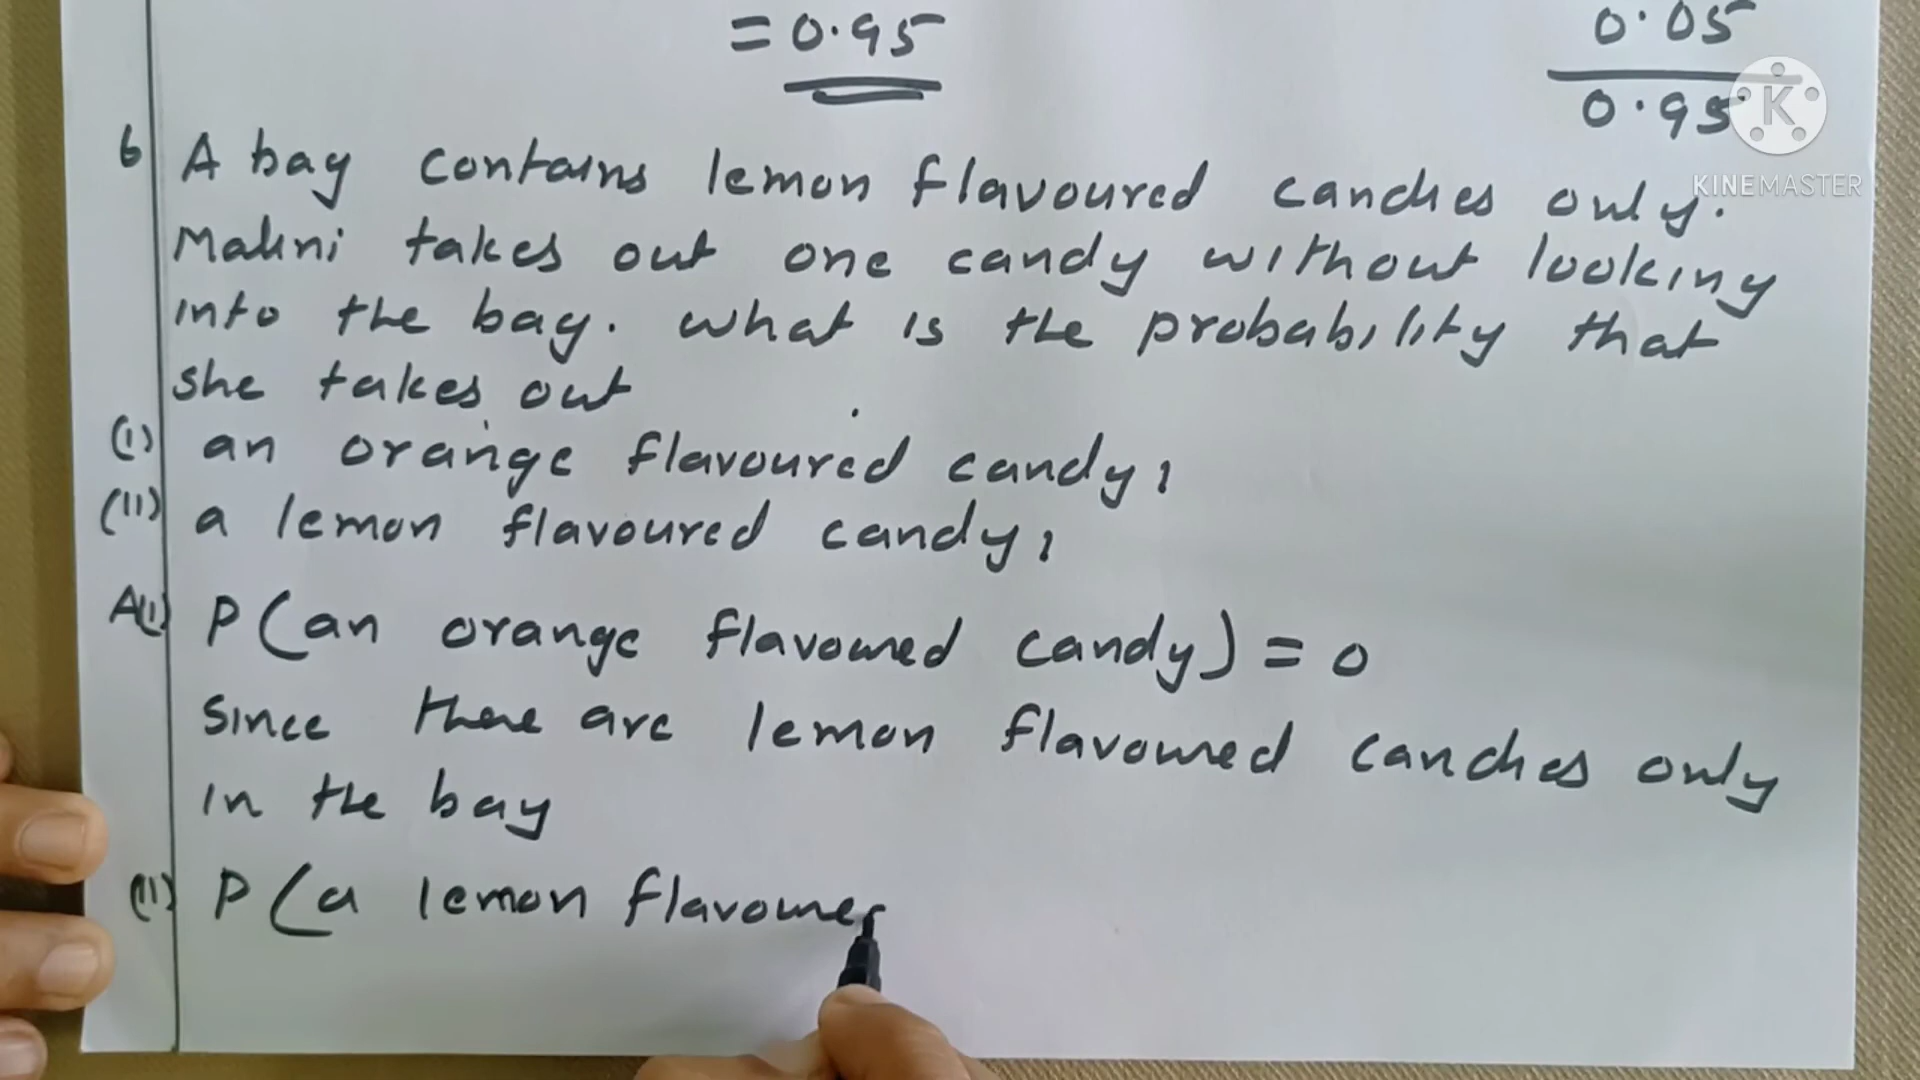 = 0.95
0.05
0.95
KINEMASTER
6 A bag contains lemon flavoured candies only.
Malini takes out one candy without looking
into the bag. what is the probability that
she takes out
(i) an orange flavoured candy;
(ii) a lemon flavoured candy;
A(i) P(an orange flavoured candy) = 0
since there are lemon flavoured candies only
in the bag
(ii) P(a lemon flavoure